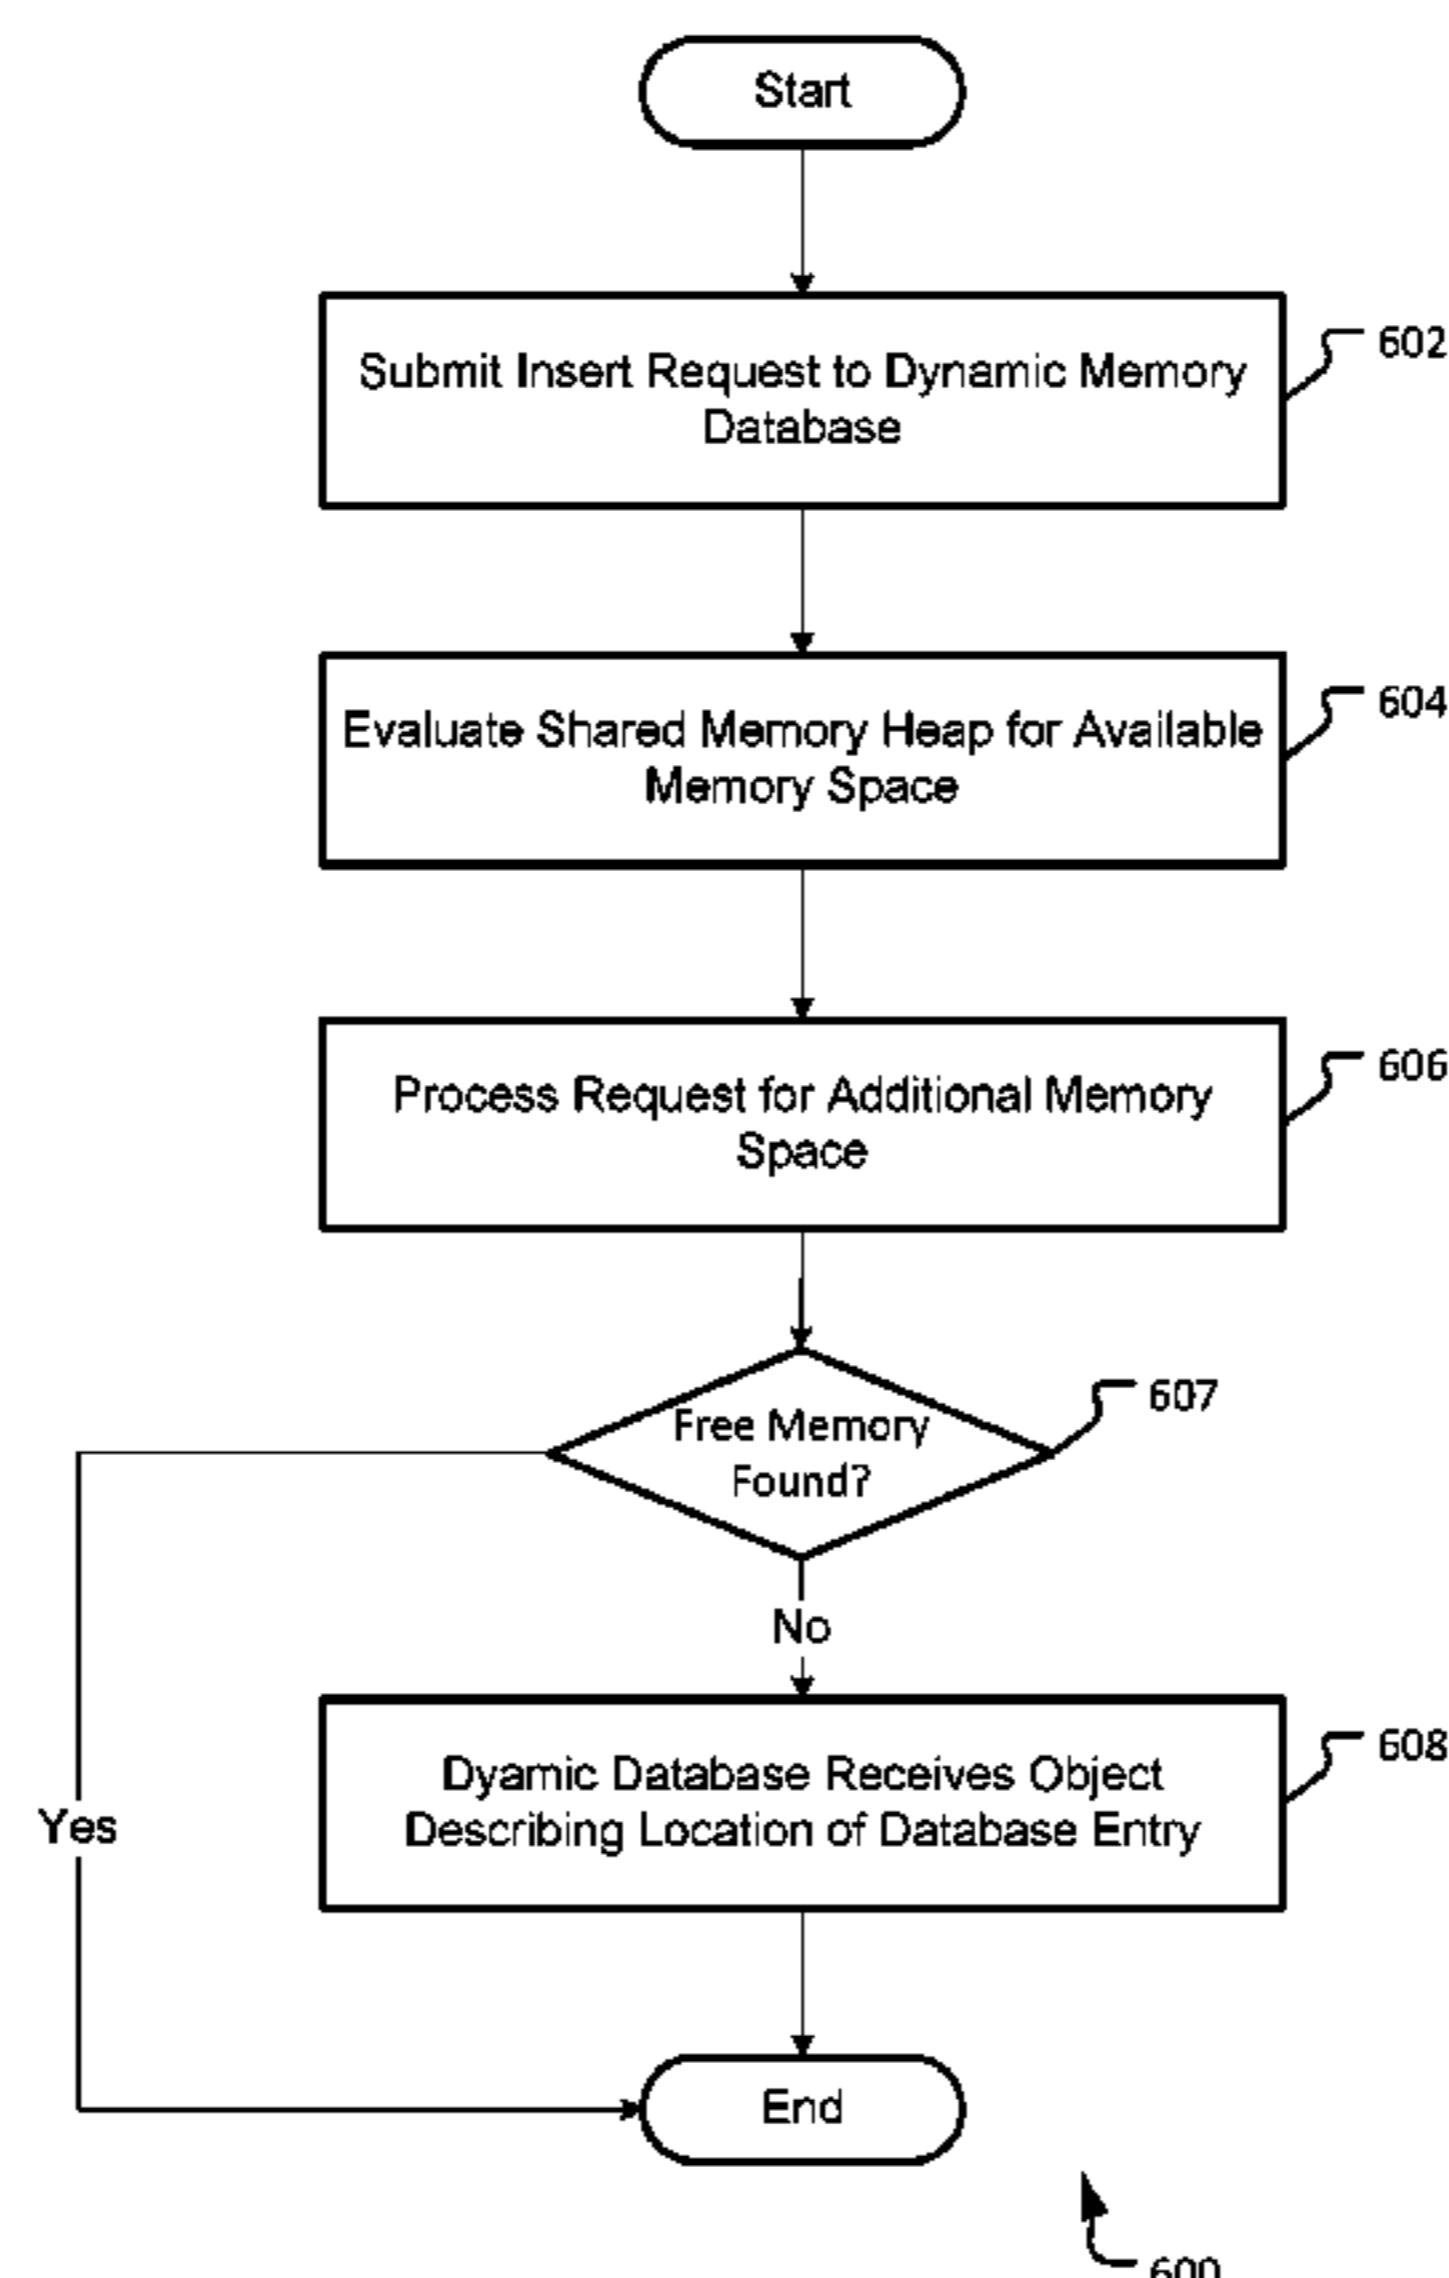 Start
Submit Insert Request to Dynamic Memory
Database
602
Evaluate Shared Memory Heap for Available
Memory Space
604
Process Request for Additional Memory
Space
606
Free Memory
Found?
607
No
Yes
Dyamic Database Receives Object
Describing Location of Database Entry
608
End
600